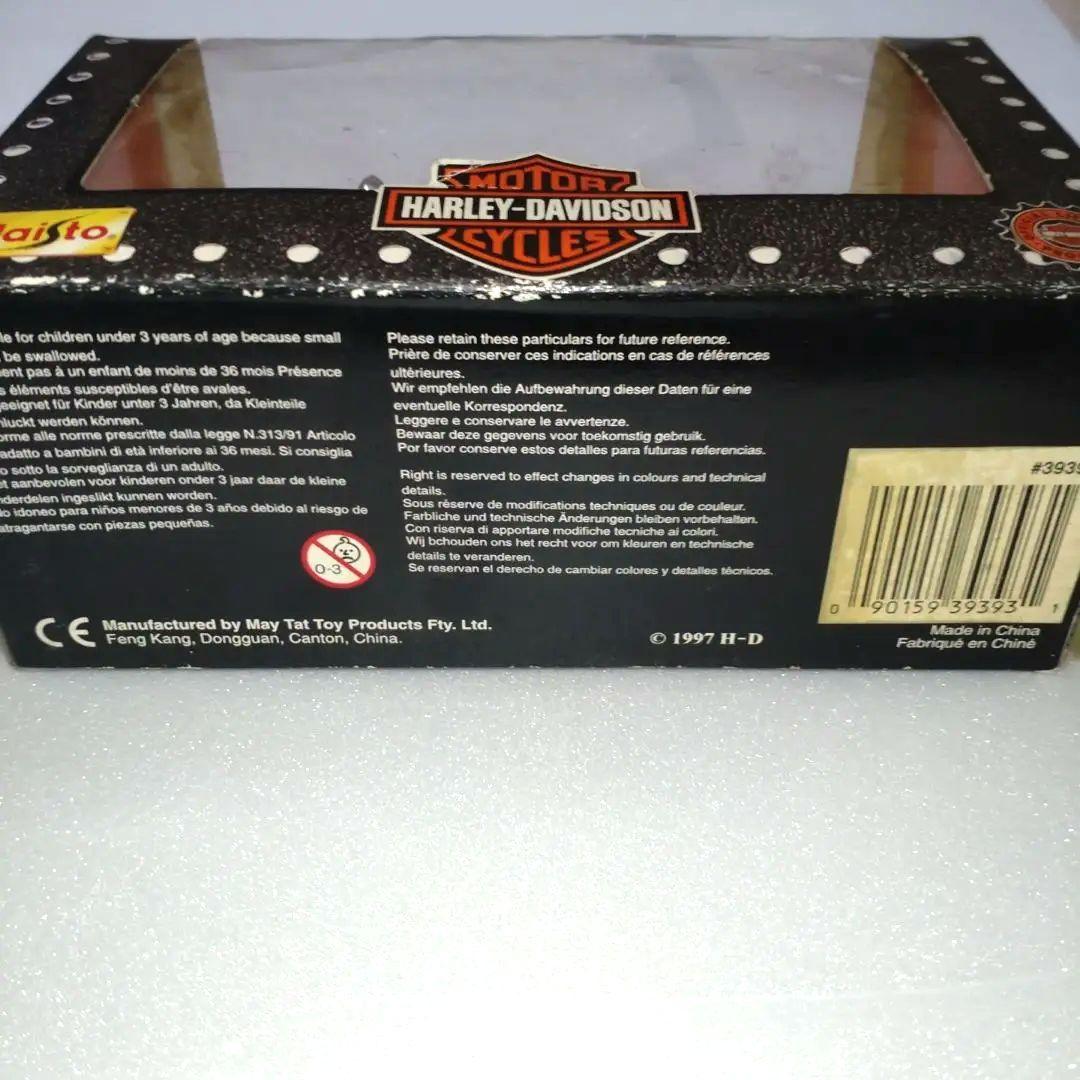 MOTOR
HARLEY-DAVIDSON
CYCLES
aisto.
le for children under 3 years of age because small
be swallowed.
ent pas à un enfant de moins de 36 mois Présence
s éléments susceptibles d'être avales.
eeignet für Kinder unter 3 Jahren, da Kleinteile
hluckt werden können.
orme alle norme prescritte dalla legge N.313/91 Articolo
adatto a bambini di età inferiore ai 36 mesi. Si consiglia
o sotto la sorveglianza di un adulto.
et aanbevolen voor kinderen onder 3 jaar daar de kleine
nderdelen ingeslikt kunnen worden.
do idoneo para niños menores de 3 años debido al riesgo de
atragantarse con piezas pequeñas.
0-3
Please retain these particulars for future reference.
Prière de conserver ces indications en cas de références
ultérieures.
Wir empfehlen die Aufbewahrung dieser Daten für eine
eventuelle Korrespondenz.
Leggere e conservare le avvertenze.
Bewaar deze gegevens voor toekomstig gebruik.
Por favor conserve estos detalles para futuras referencias.
Right is reserved to effect changes in colours and technical
details.
Sous réserve de modifications techniques ou de couleur.
Farbliche und technische Änderungen bleiben vorbehalten.
Con riserva di apportare modifiche tecniche ai colori.
Wij bchouden ons het recht voor om kleuren en technische
details te veranderen.
Se reservan el derecho de cambiar colores y detalles técnicos.
CE Manufactured by May Tat Toy Products Fty. Ltd.
Feng Kang, Dongguan, Canton, China.
© 1997 H-D
#3939
0 90159 39393 1
Made in China
Fabriqué en Chine